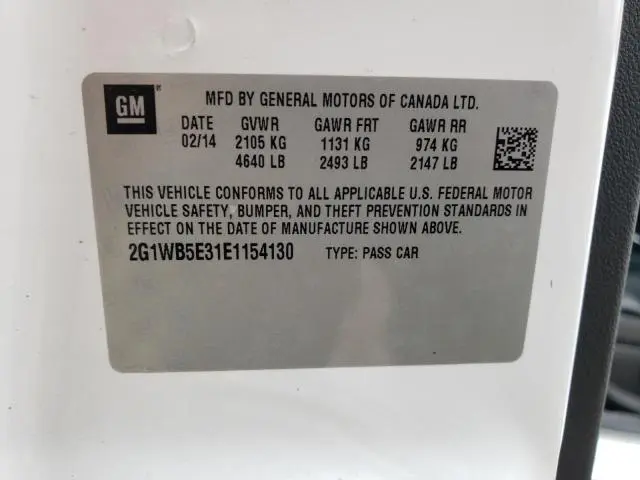 GM
MFD BY GENERAL MOTORS OF CANADA LTD.
DATE GVWR GAWR FRT GAWR RR
02/14 2105 KG 1131 KG 974 KG
4640 LB 2493 LB 2147 LB
THIS VEHICLE CONFORMS TO ALL APPLICABLE U.S. FEDERAL MOTOR
VEHICLE SAFETY, BUMPER, AND THEFT PREVENTION STANDARDS IN
EFFECT ON THE DATE OF MANUFACTURE SHOWN ABOVE.
2G1WB5E31E1154130 TYPE: PASS CAR